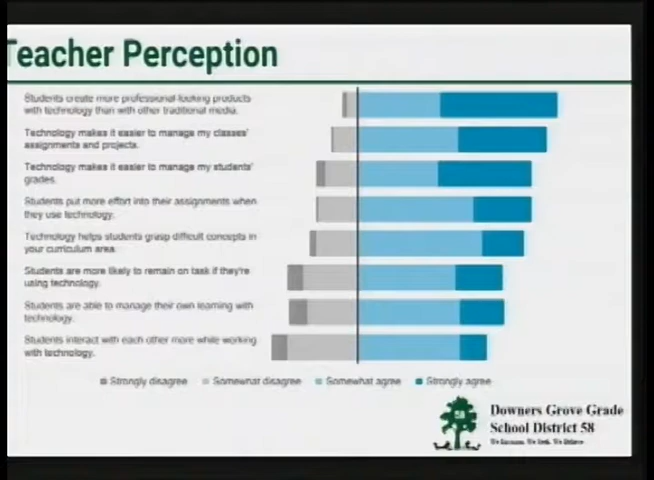 Teacher Perception
Students create more professional-looking products
with technology than with other traditional media.
Technology makes it easier to manage my classes'
assignments and projects.
Technology makes it easier to manage my students'
grades.
Students put more effort into their assignments when
they use technology.
Technology helps students grasp difficult concepts in
your curriculum area.
Students are more likely to remain on task if they're
using technology.
Students are able to manage their own learning with
technology.
Students interact with each other more while working
with technology.
Strongly disagree Somewhat disagree Somewhat agree Strongly agree
58
Downers Grove Grade
School District 58